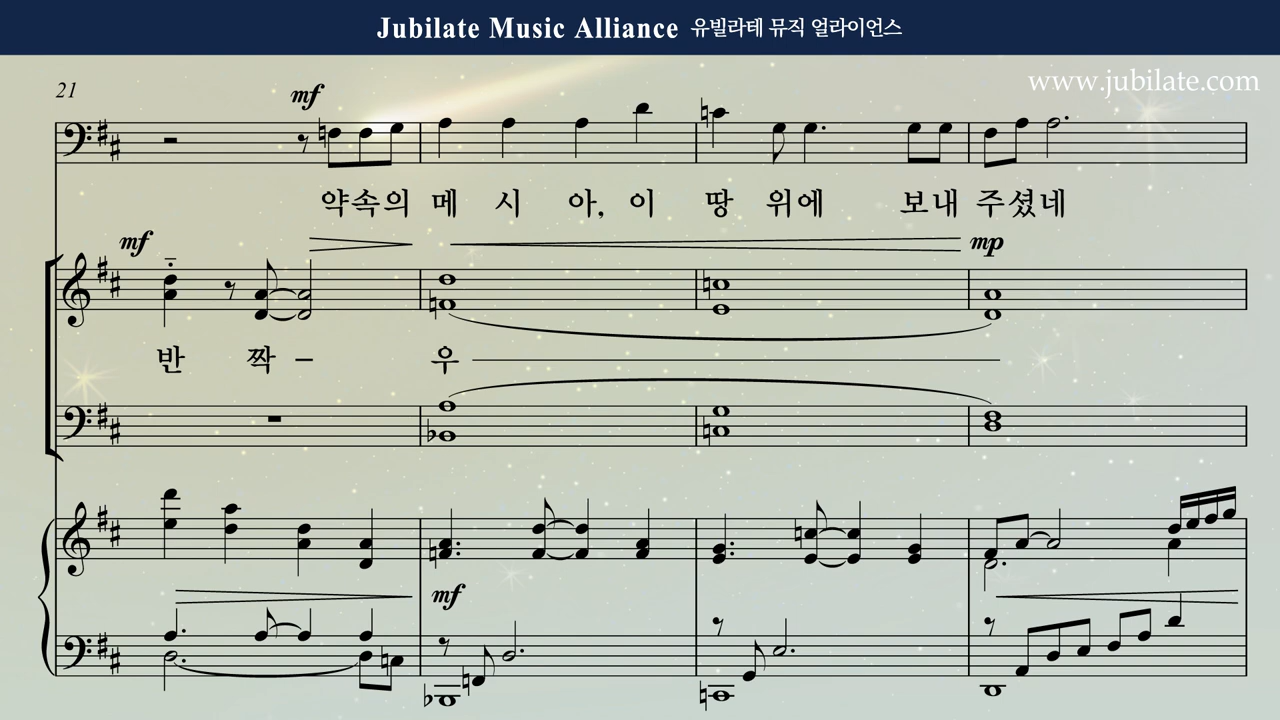 Jubilate Music Alliance 유빌라테 뮤직 얼라이언스
www.jubilate.com
21
mf
약속의 메 시 아, 이 땅 위에 보내 주셨네
mf mp
반 짝 –
우
mf